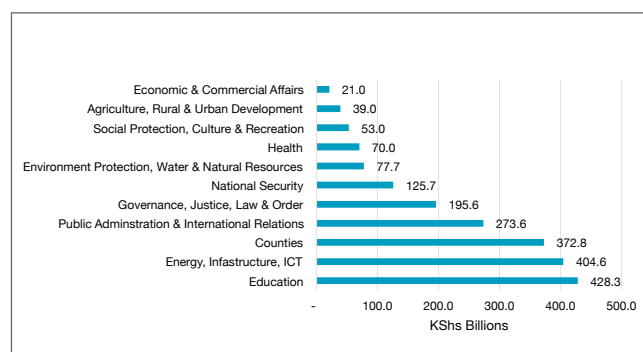 Economic & Commercial Affairs 21.0
Agriculture, Rural & Urban Development 39.0
Social Protection, Culture & Recreation 53.0
Health 70.0
Environment Protection, Water & Natural Resources 77.7
National Security 125.7
Governance, Justice, Law & Order 195.6
Public Adminstration & International Relations 273.6
Counties 372.8
Energy, Infastructure, ICT 404.6
Education 428.3
- 100.0 200.0 300.0 400.0 500.0
KShs Billions